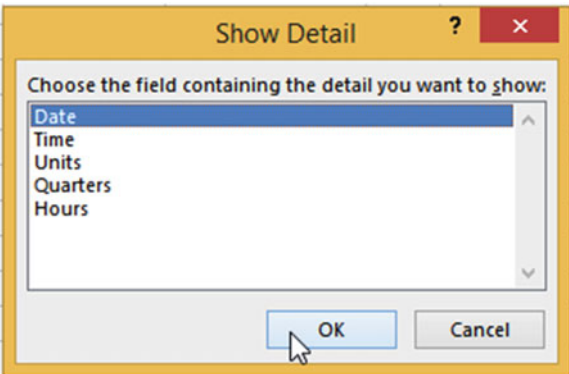 Show Detail
?
Choose the field containing the detail you want to show:
Date
Time
Units
Quarters
Hours
OK
Cancel